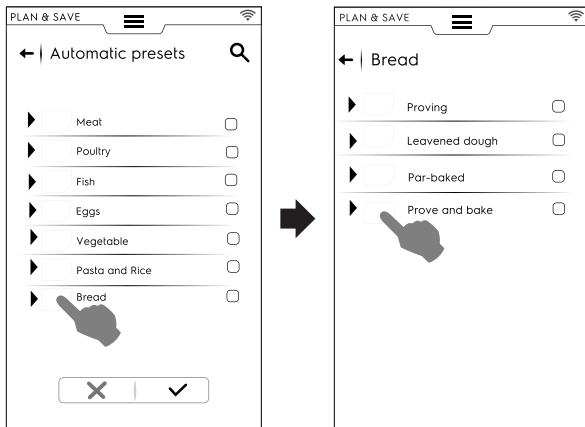 PLAN & SAVE
Automatic presets
Meat
Poultry
Fish
Eggs
Vegetable
Pasta and Rice
Bread
PLAN & SAVE
Bread
Proving
Leavened dough
Par-baked
Prove and bake